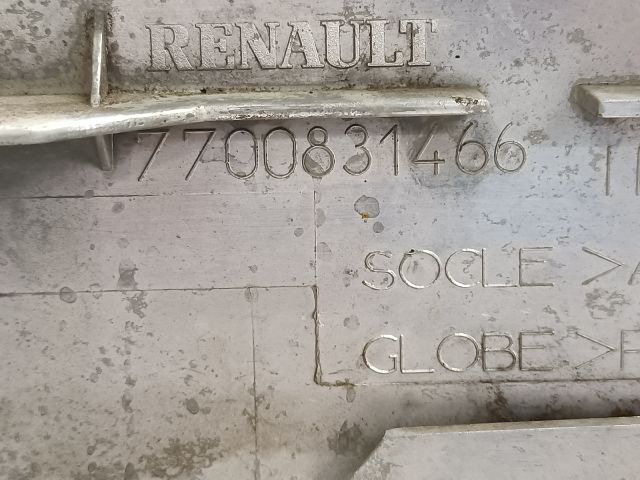 RENAULT
7700831466
SOCLE >
GLOBE >